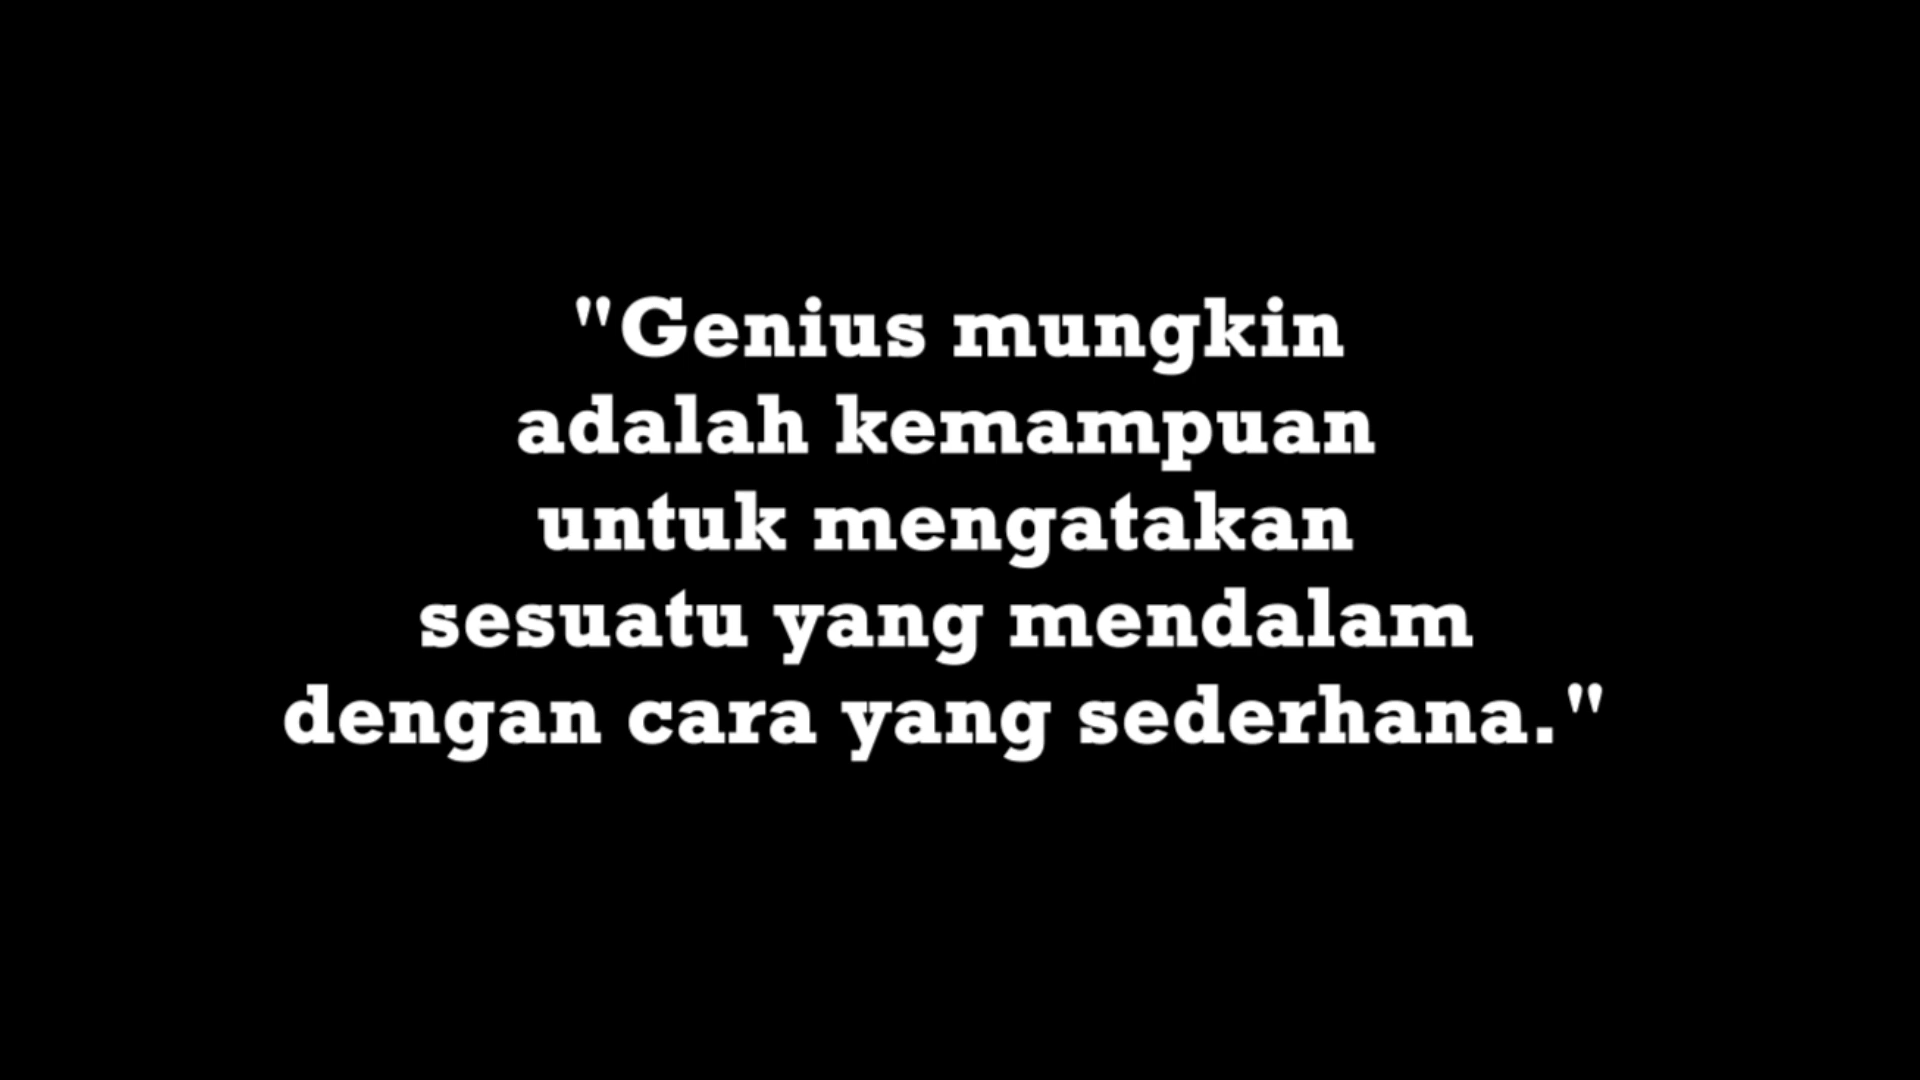 "Genius mungkin
adalah kemampuan
untuk mengatakan
sesuatu yang mendalam
dengan cara yang sederhana."